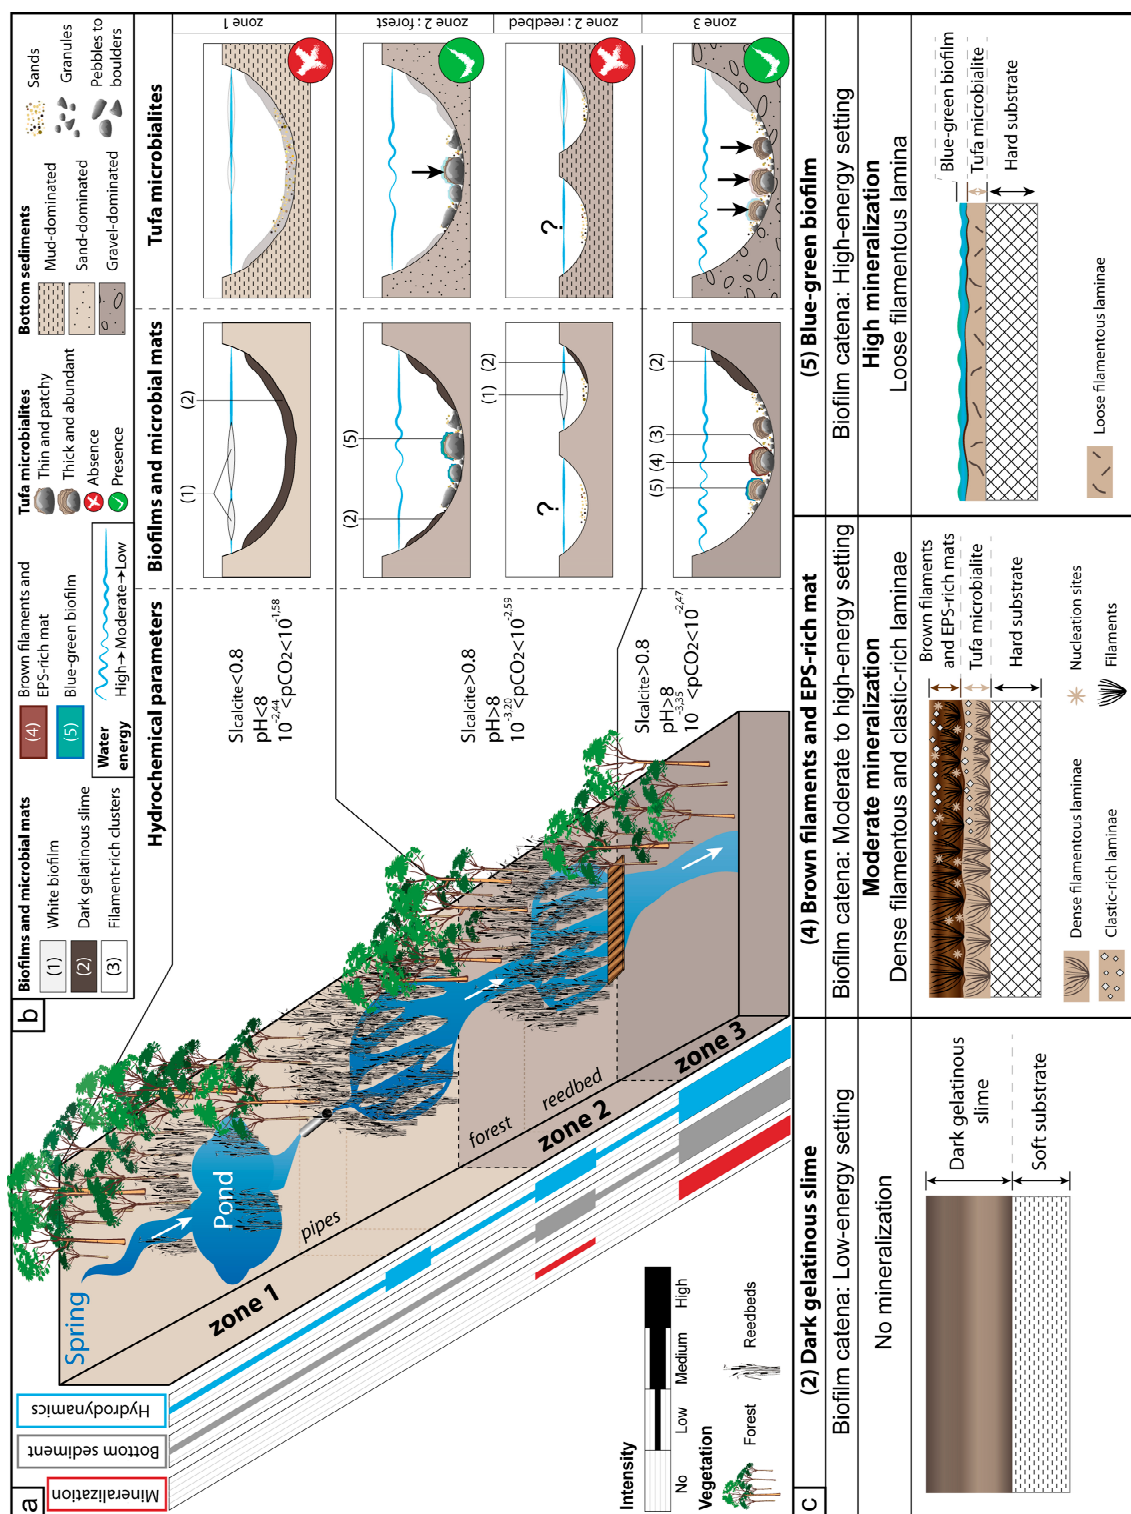 a
Mineralization
Bottom sediment
Hydrodynamics
Spring
Pond
pipes
forest
reedbed
zone 1
zone 2
zone 3
Intensity
No
Low
Medium
High
Vegetation
Forest
Reedbeds
b
Biofilms and microbial mats
(1)
White biofilm
(2)
Dark gelatinous slime
(3)
Filament-rich clusters
(4)
Brown filaments and
EPS-rich mat
(5)
Blue-green biofilm
Water
energy
High→Moderate→Low
Tufa microbialites
Thin and patchy
Thick and abundant
Absence
Presence
Bottom sediments
Mud-dominated
Sand-dominated
Gravel-dominated
Sands
Granules
Pebbles to
boulders
Hydrochemical parameters
Biofilms and microbial mats
Tufa microbialites
SIcalcite<0.8
pH<8
10^-2,44<pCO2<10^-1,58
(1)
(2)
zone 1
SIcalcite>0.8
pH>8
10^-3,20<pCO2<10^-2,59
(2)
(5)
zone 2 : forest
?
(1)
(2)
?
zone 2 : reedbed
SIcalcite>0.8
pH>8
10^-3,35<pCO2<10^-2,47
(5)
(4)
(3)
(2)
zone 3
c
(2) Dark gelatinous slime
Biofilm catena: Low-energy setting
No mineralization
Dark gelatinous
slime
Soft substrate
(4) Brown filaments and EPS-rich mat
Biofilm catena: Moderate to high-energy setting
Moderate mineralization
Dense filamentous and clastic-rich laminae
Brown filaments
and EPS-rich mats
Tufa microbialite
Hard substrate
Dense filamentous laminae
Clastic-rich laminae
Nucleation sites
Filaments
(5) Blue-green biofilm
Biofilm catena: High-energy setting
High mineralization
Loose filamentous lamina
Blue-green biofilm
Tufa microbialite
Hard substrate
Loose filamentous laminae